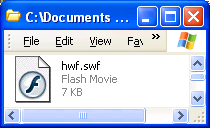 C:\Documents ...
File Edit View Fav »
hwf.swf
Flash Movie
7 KB